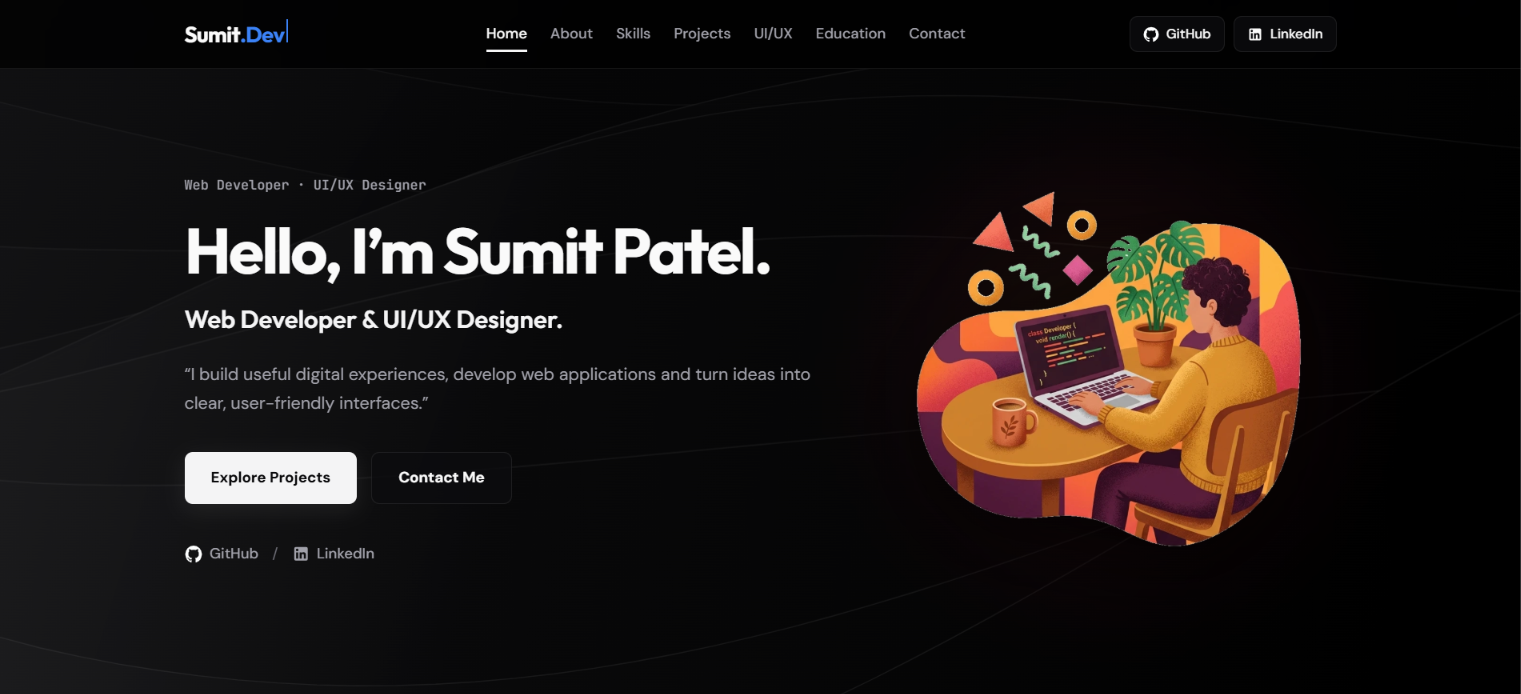 Sumit.Dev
Home About Skills Projects UI/UX Education Contact
GitHub LinkedIn
Web Developer · UI/UX Designer
Hello, I’m Sumit Patel.
Web Developer & UI/UX Designer.
“I build useful digital experiences, develop web applications and turn ideas into
clear, user-friendly interfaces.”
Explore Projects Contact Me
GitHub / LinkedIn
class Developer {
void render() {
}
}